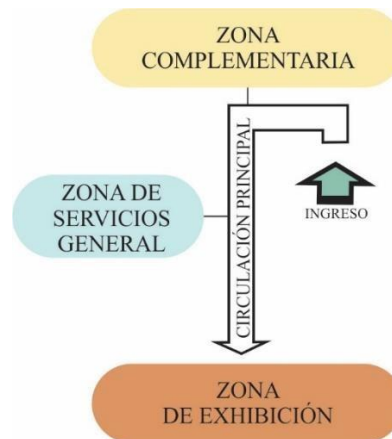 ZONA
COMPLEMENTARIA
CIRCULACIÓN PRINCIPAL
INGRESO
ZONA DE
SERVICIOS
GENERAL
ZONA
DE EXHIBICIÓN